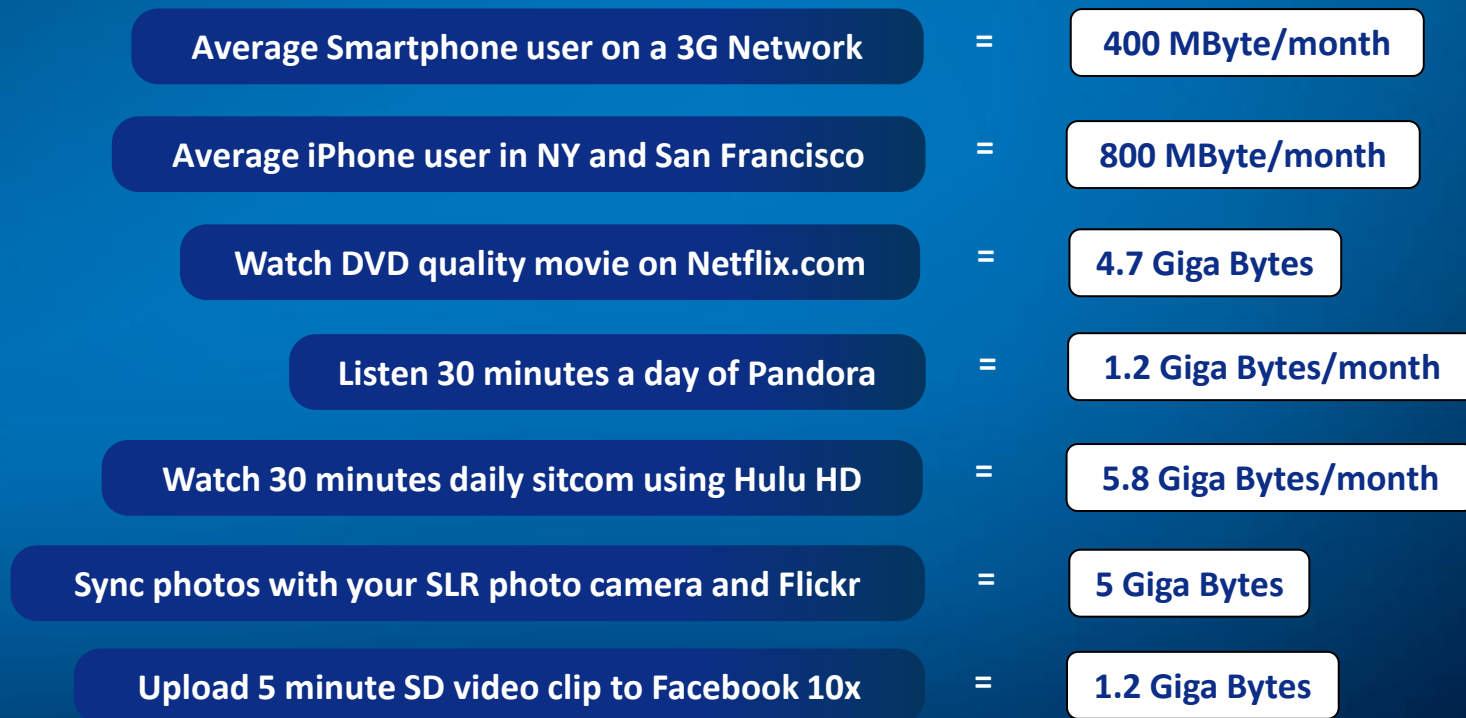 Average Smartphone user on a 3G Network = 400 MByte/month
Average iPhone user in NY and San Francisco = 800 MByte/month
Watch DVD quality movie on Netflix.com = 4.7 Giga Bytes
Listen 30 minutes a day of Pandora = 1.2 Giga Bytes/month
Watch 30 minutes daily sitcom using Hulu HD = 5.8 Giga Bytes/month
Sync photos with your SLR photo camera and Flickr = 5 Giga Bytes
Upload 5 minute SD video clip to Facebook 10x = 1.2 Giga Bytes